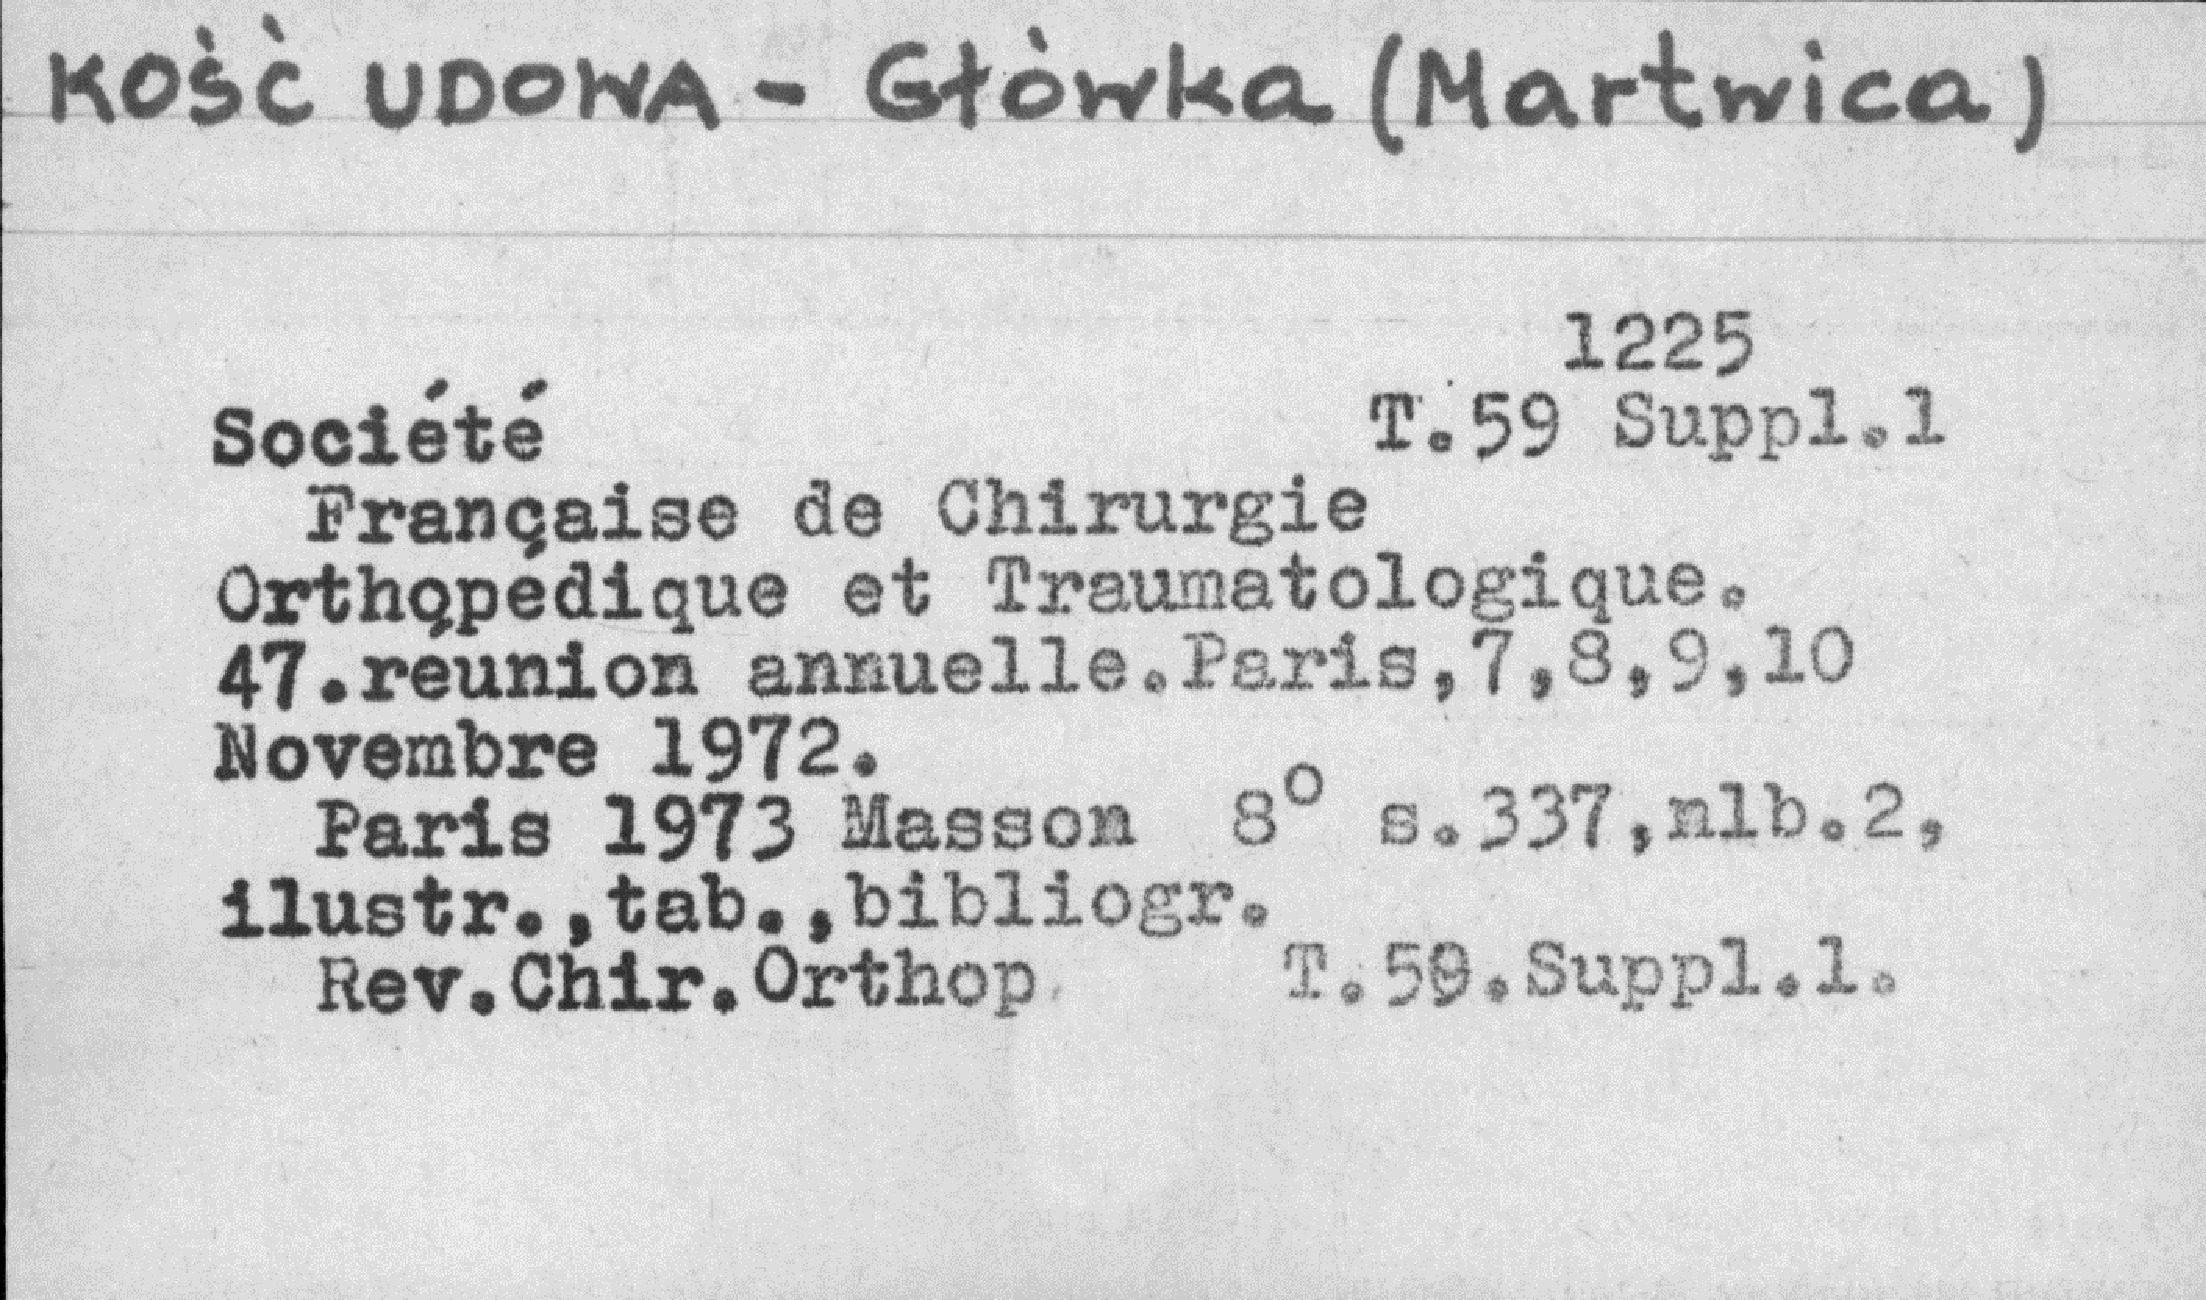 KOŚĆ UDOWA - Główka (Martwica)
1225
Société T.59 Suppl.1
Française de Chirurgie
Orthopédique et Traumatologique.
47.réunion annuelle.Paris,7,8,9,10
Novembre 1972.
Paris 1973 Masson 8° s.337,nlb.2,
ilustr.,tab.,bibliogr.
Rev.Chir.Orthop T.59.Suppl.1.